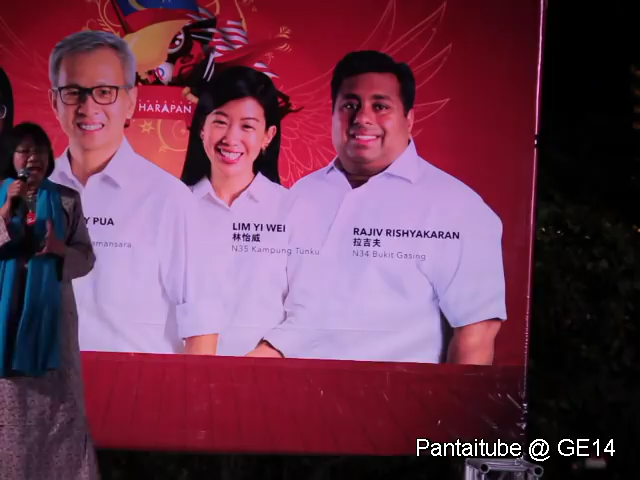 HARAPAN
Y PUA
amansara
LIM YI WEI
林怡威
N35 Kampung Tunku
RAJIV RISHYAKARAN
拉吉夫
N34 Bukit Gasing
Pantaitube @ GE14